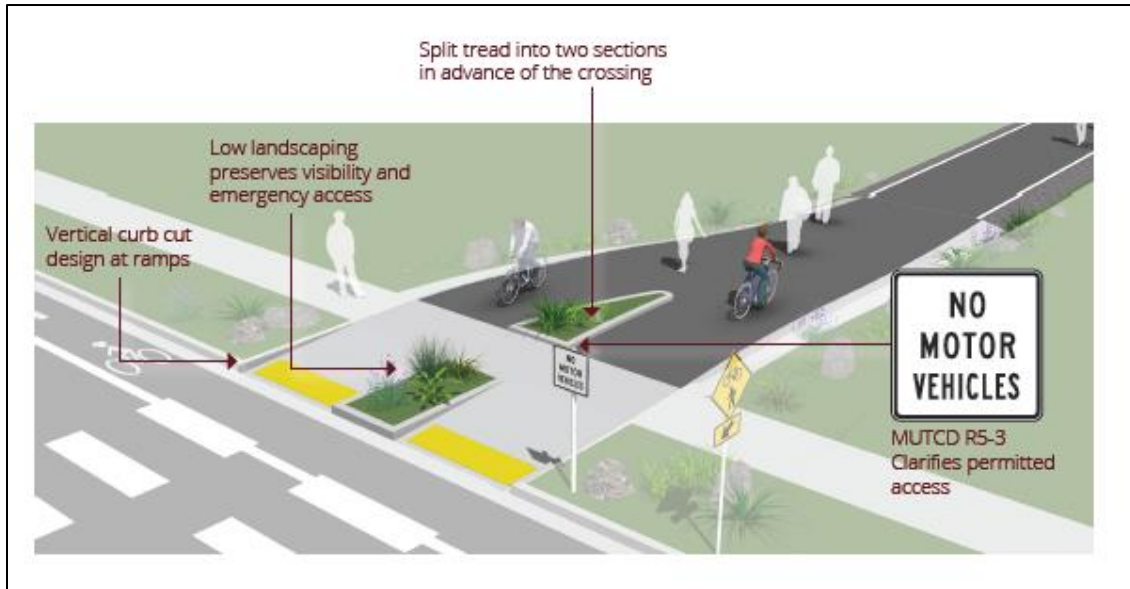 Split tread into two sections
in advance of the crossing
Low landscaping
preserves visibility and
emergency access
Vertical curb cut
design at ramps
NO
MOTOR
VEHICLES
NO
MOTOR
VEHICLES
MUTCD R5-3
Clarifies permitted
access